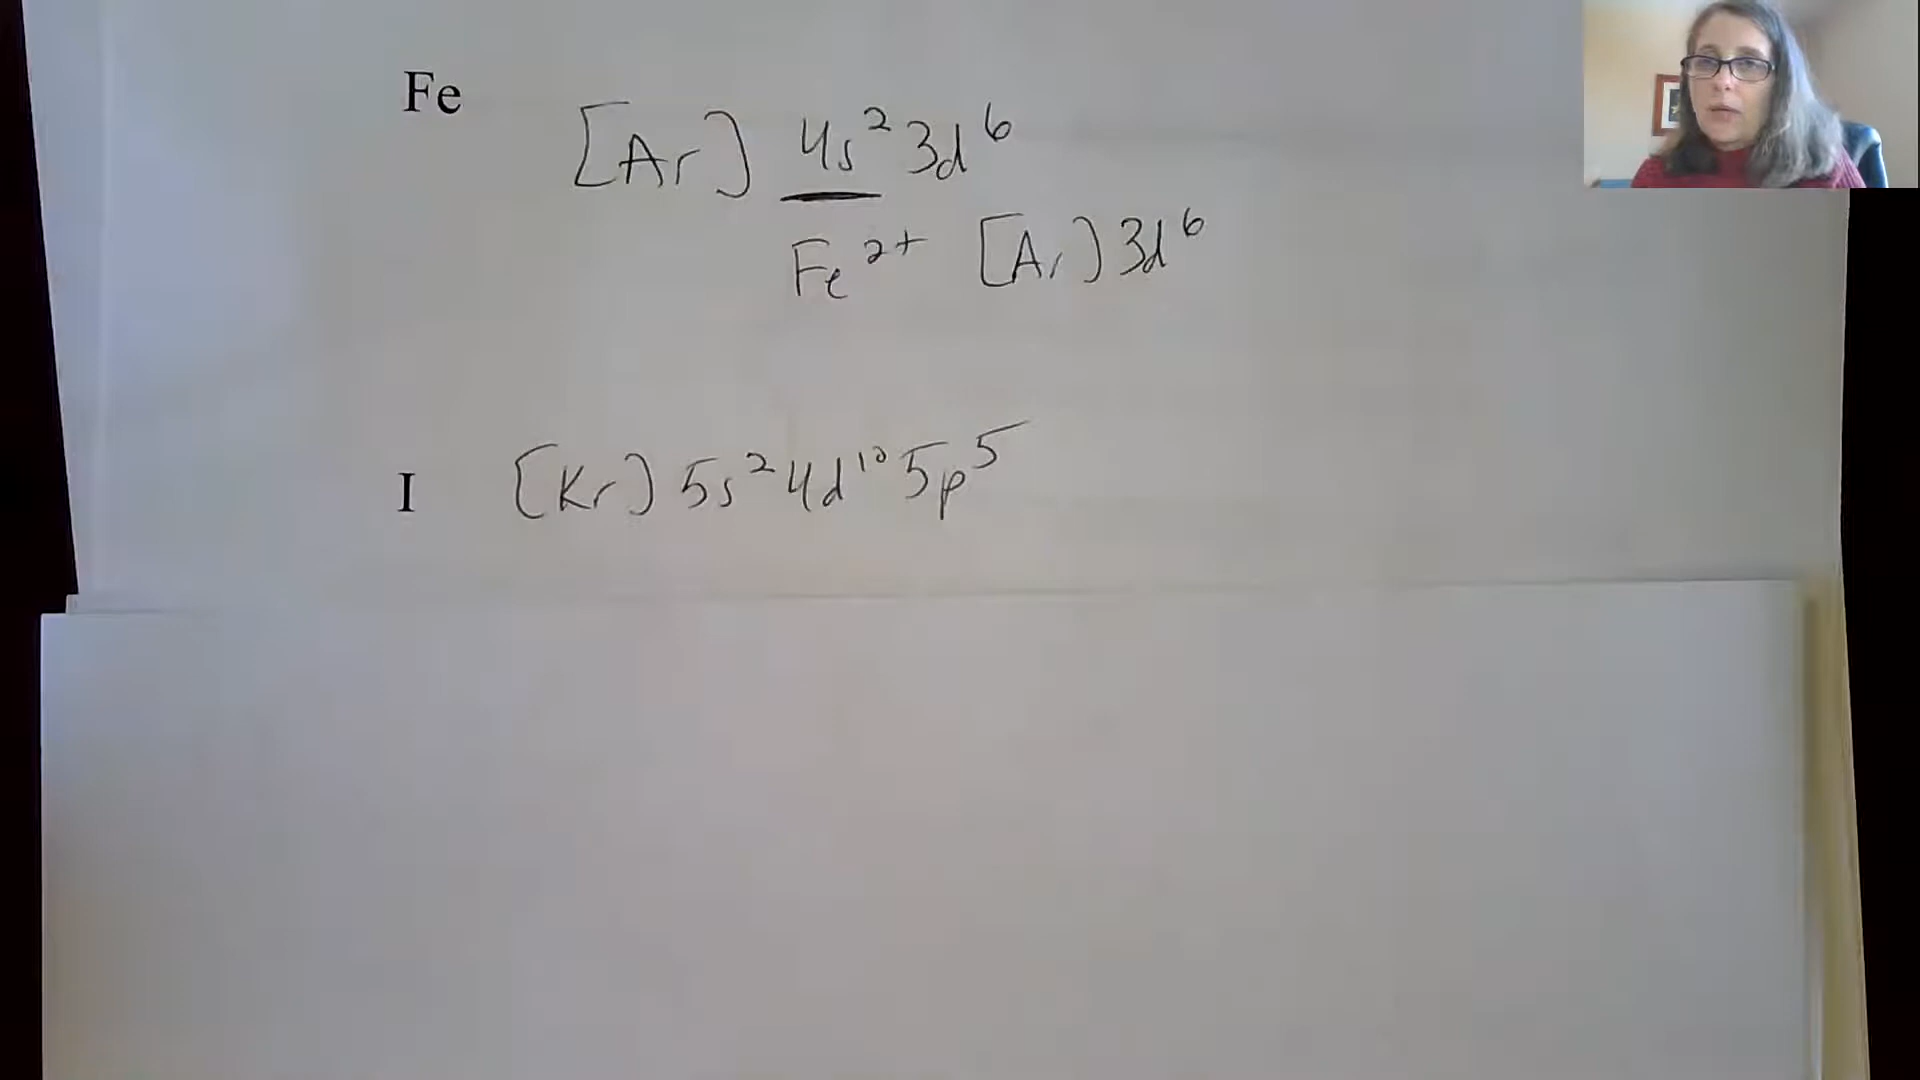 Fe
[Ar] 4s² 3d⁶
Fe²⁺ [Ar] 3d⁶
I [Kr] 5s² 4d¹⁰ 5p⁵